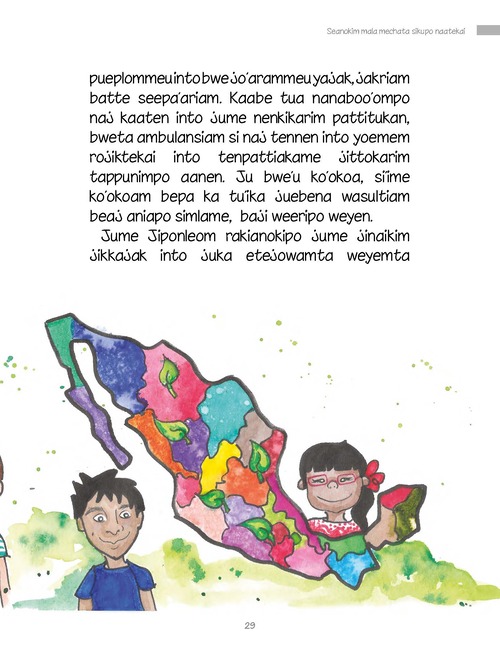 Seanokim mala mechata sikupo naatekai
pueplommeu into bwe jo'arammeu yajak, jakriam
batte seepa'ariam. Kaabe tua nanaboo'ompo
naj kaaten into jume nenkikarim pattitukan,
bweta ambulansiam si naj tennen into yoemem
rojiktekai into tenpattiakame jittokarim
tappunimpo aanen. Ju bwe'u ko'okoa, si'ime
ko'okoam bepa ka tu'ika juebena wasultiam
beaj aniapo simlame, baji weeripo weyen.
Jume Jiponleom rakianokipo jume jinaikim
jikkajak into juka etejowamta weyemta
29